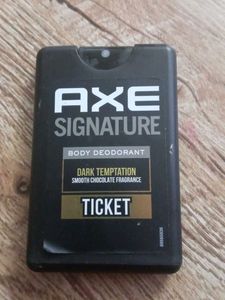 AXE
SIGNATURE
BODY DEODORANT
DARK TEMPTATION
SMOOTH CHOCOLATE FRAGRANCE
TICKET